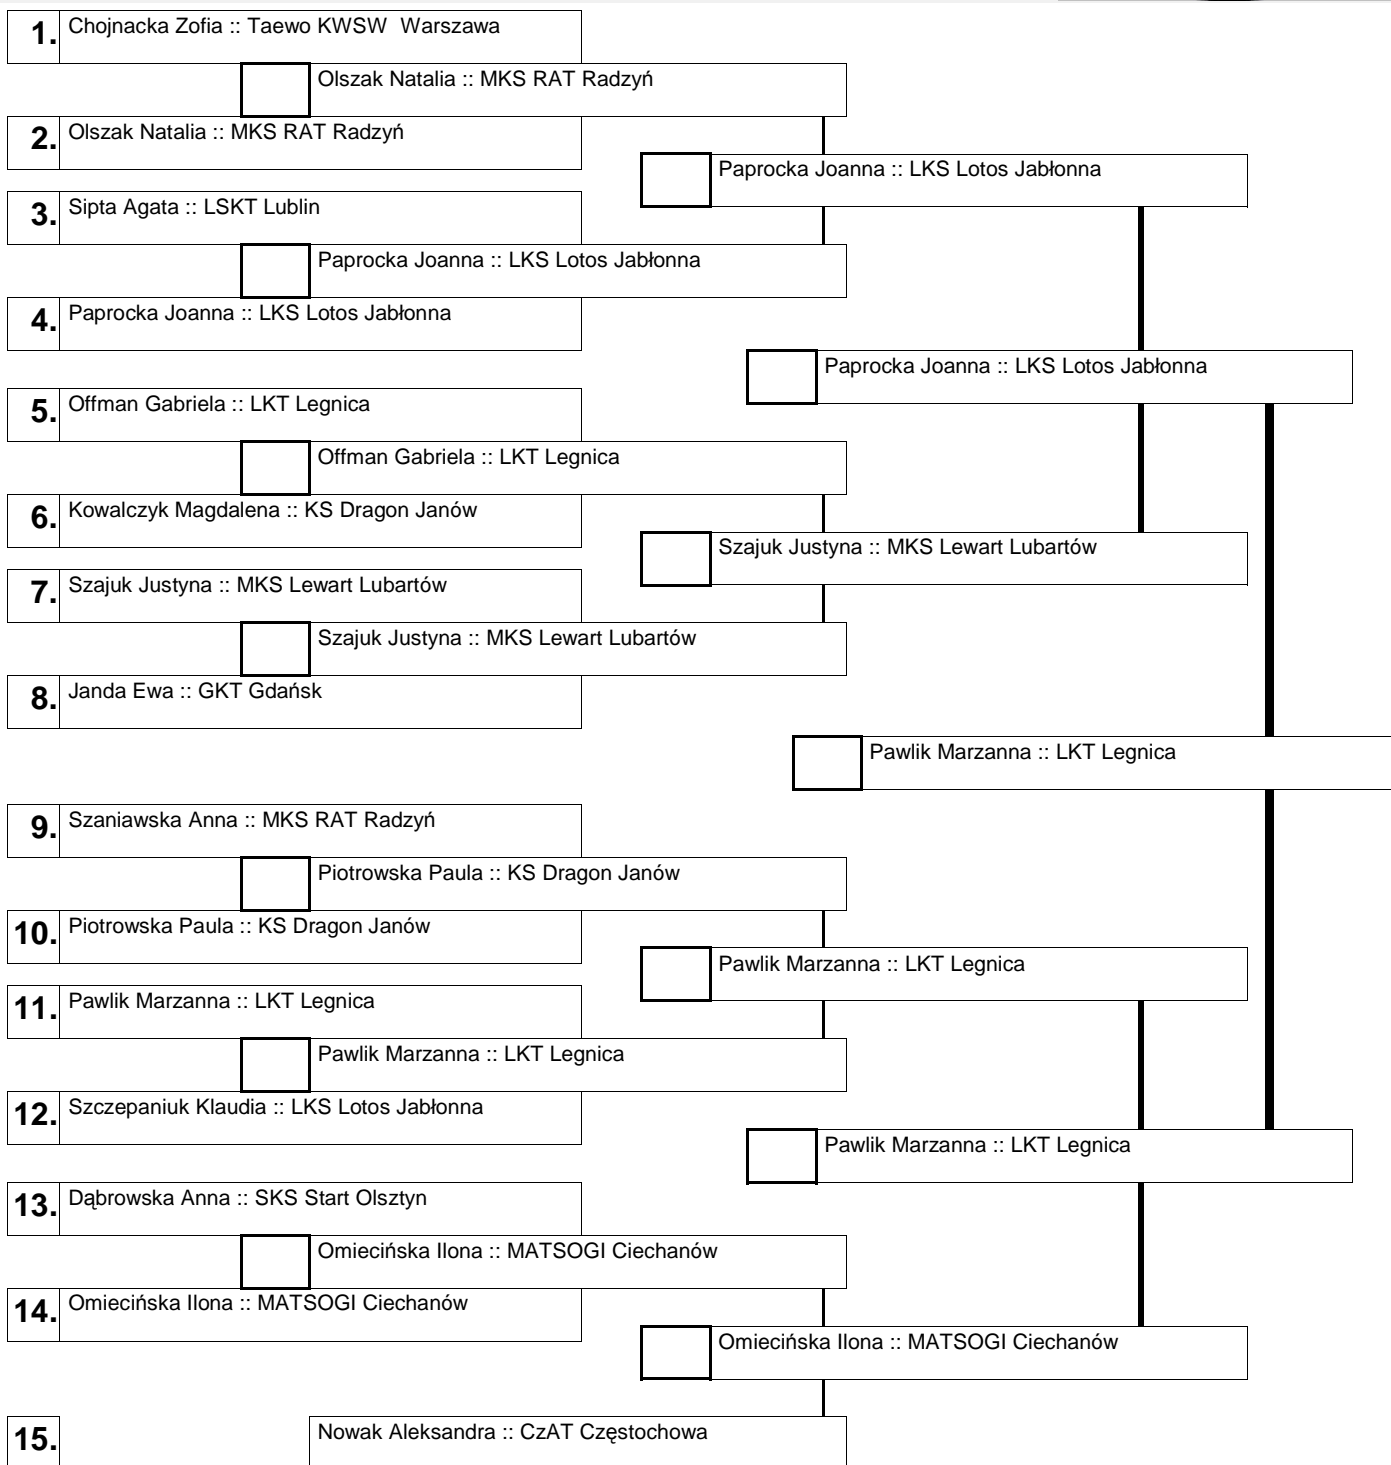 1. Chojnacka Zofia :: Taewo KWSW  Warszawa
Olszak Natalia :: MKS RAT Radzyń
2. Olszak Natalia :: MKS RAT Radzyń
Paprocka Joanna :: LKS Lotos Jabłonna
3. Sipta Agata :: LSKT Lublin
Paprocka Joanna :: LKS Lotos Jabłonna
4. Paprocka Joanna :: LKS Lotos Jabłonna
Paprocka Joanna :: LKS Lotos Jabłonna
5. Offman Gabriela :: LKT Legnica
Offman Gabriela :: LKT Legnica
6. Kowalczyk Magdalena :: KS Dragon Janów
Szajuk Justyna :: MKS Lewart Lubartów
7. Szajuk Justyna :: MKS Lewart Lubartów
Szajuk Justyna :: MKS Lewart Lubartów
8. Janda Ewa :: GKT Gdańsk
Pawlik Marzanna :: LKT Legnica
9. Szaniawska Anna :: MKS RAT Radzyń
Piotrowska Paula :: KS Dragon Janów
10. Piotrowska Paula :: KS Dragon Janów
Pawlik Marzanna :: LKT Legnica
11. Pawlik Marzanna :: LKT Legnica
Pawlik Marzanna :: LKT Legnica
12. Szczepaniuk Klaudia :: LKS Lotos Jabłonna
Pawlik Marzanna :: LKT Legnica
13. Dąbrowska Anna :: SKS Start Olsztyn
Omiecińska Ilona :: MATSOGI Ciechanów
14. Omiecińska Ilona :: MATSOGI Ciechanów
Omiecińska Ilona :: MATSOGI Ciechanów
15. Nowak Aleksandra :: CzAT Częstochowa